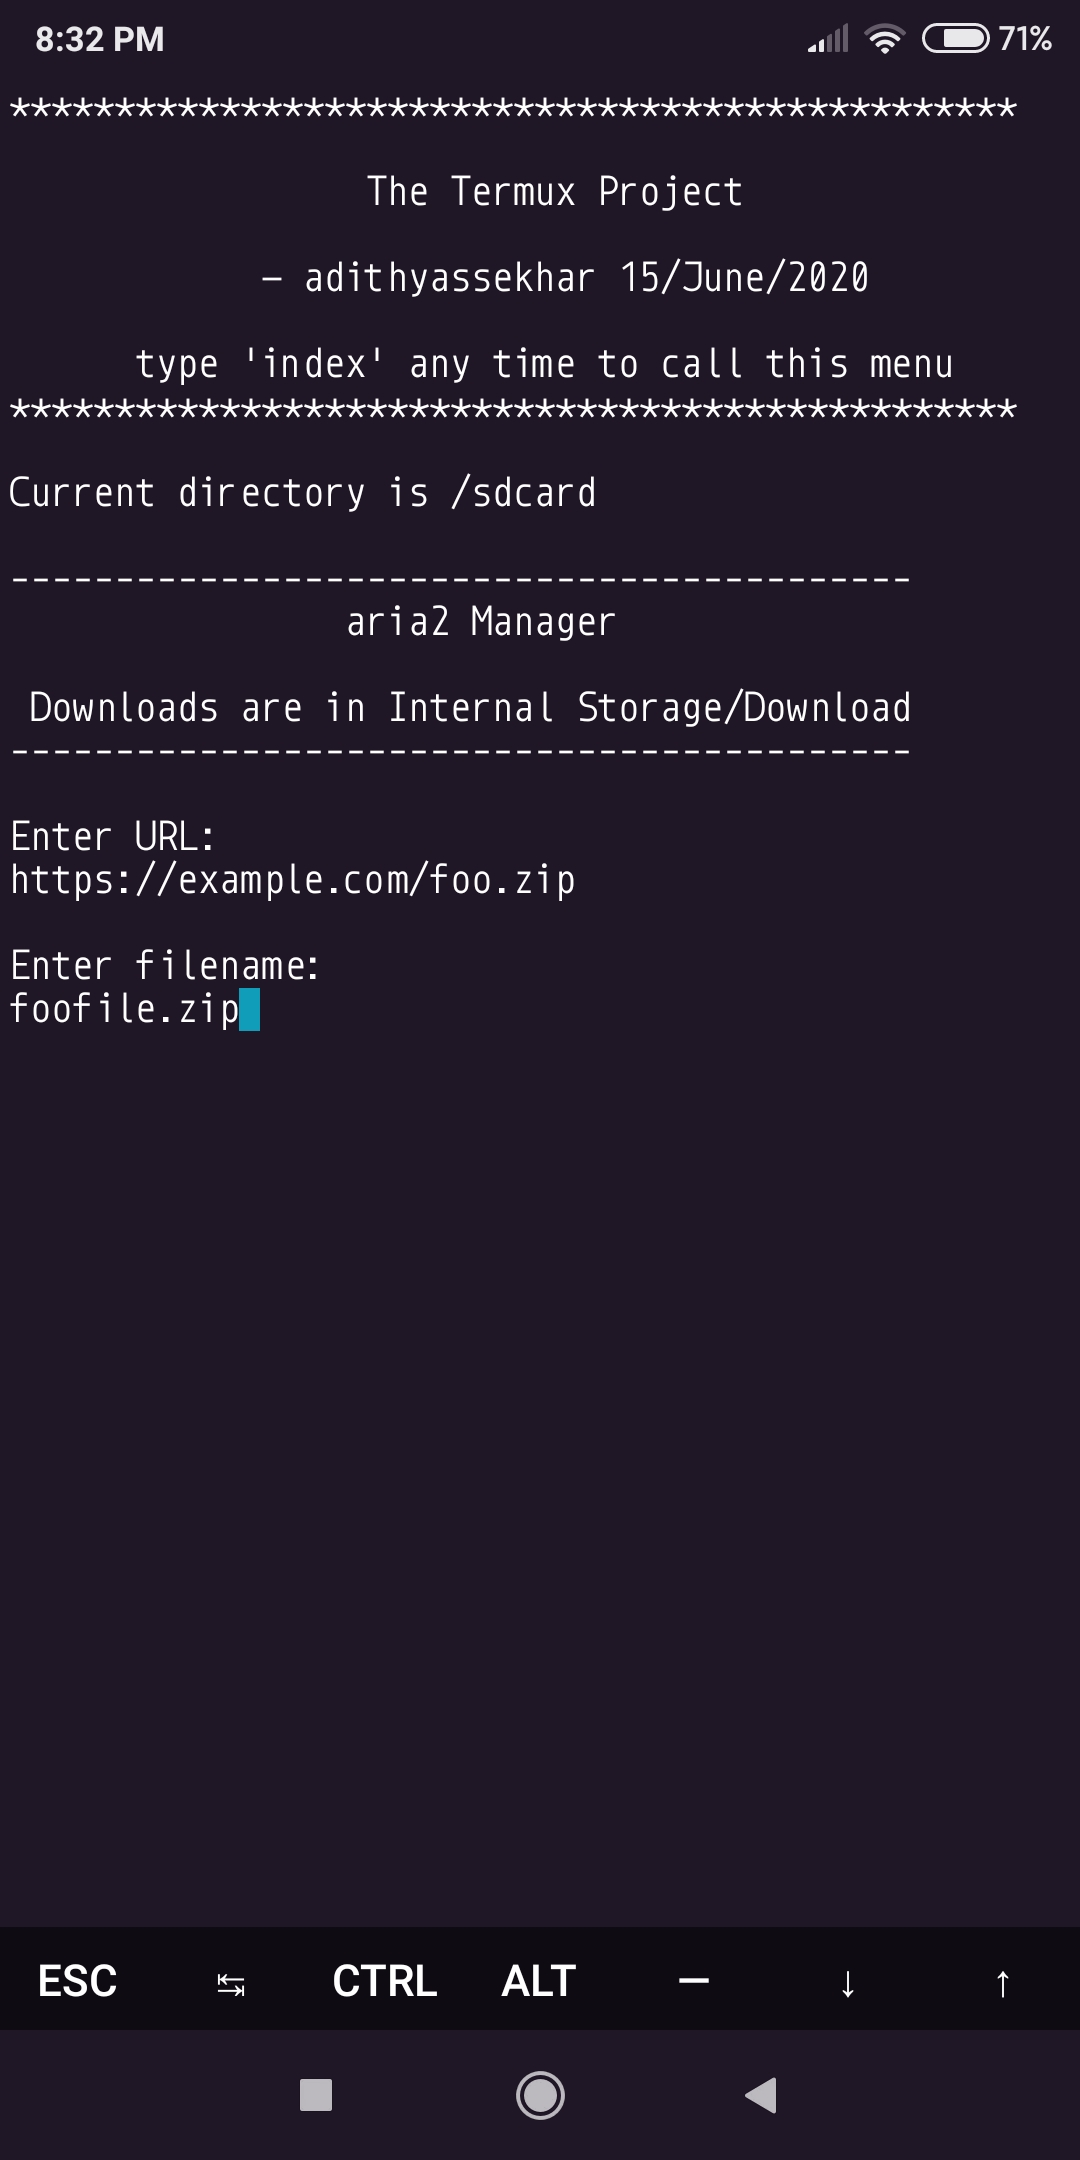 8:32 PM 71%
************************************************
The Termux Project
– adithyassekhar 15/June/2020
type 'index' any time to call this menu
************************************************
Current directory is /sdcard
-------------------------------------------
aria2 Manager
Downloads are in Internal Storage/Download
-------------------------------------------
Enter URL:
https://example.com/foo.zip
Enter filename:
foofile.zip
ESC ↹ CTRL ALT — ↓ ↑